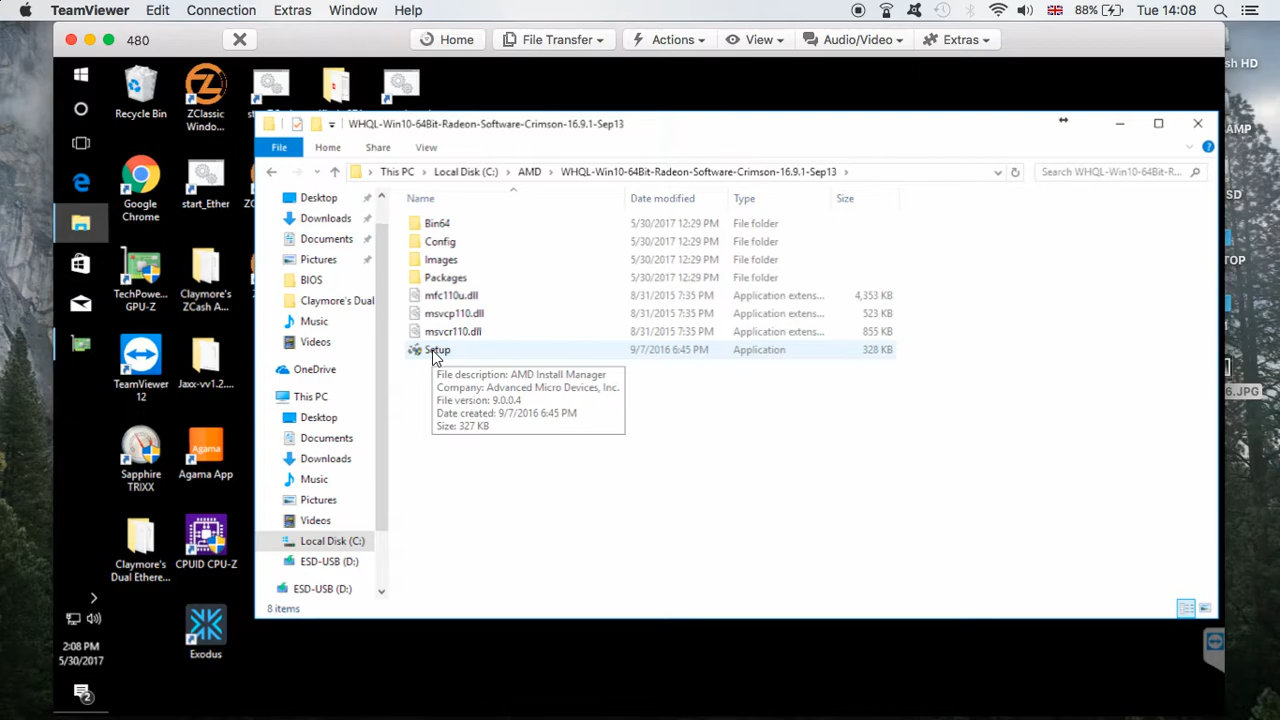 TeamViewer Edit Connection Extras Window Help 88% Tue 14:08
480 Home File Transfer Actions View Audio/Video Extras
sh HD
Recycle Bin
ZClassic
Windo...
WHQL-Win10-64Bit-Radeon-Software-Crimson-16.9.1-Sep13
File Home Share View
This PC Local Disk (C:) AMD WHQL-Win10-64Bit-Radeon-Software-Crimson-16.9.1-Sep13 Search WHQL-Win10-64Bit-R...
Name Date modified Type Size
Bin64 5/30/2017 12:29 PM File folder
Config 5/30/2017 12:29 PM File folder
Images 5/30/2017 12:29 PM File folder
Packages 5/30/2017 12:29 PM File folder
mfc110u.dll 8/31/2015 7:35 PM Application extens... 4,353 KB
msvcp110.dll 8/31/2015 7:35 PM Application extens... 523 KB
msvcr110.dll 8/31/2015 7:35 PM Application extens... 855 KB
Setup 9/7/2016 6:45 PM Application 328 KB
File description: AMD Install Manager
Company: Advanced Micro Devices, Inc.
File version: 9.0.0.4
Date created: 9/7/2016 6:45 PM
Size: 327 KB
Desktop
Downloads
Documents
Pictures
BIOS
Claymore's Dual
Music
Videos
OneDrive
This PC
Desktop
Documents
Downloads
Music
Pictures
Videos
Local Disk (C:)
ESD-USB (D:)
ESD-USB (D:)
8 items
Google
Chrome
start_Ether
TechPowe...
GPU-Z
Claymore's
ZCash A...
TeamViewer
12
Jaxx-vv1.2....
Sapphire
TRIXX
Agama
Agama App
Claymore's
Dual Ethere...
CPUID CPU-Z
Exodus
2:08 PM
5/30/2017
2
AMP
SD
TOP
6.JPG